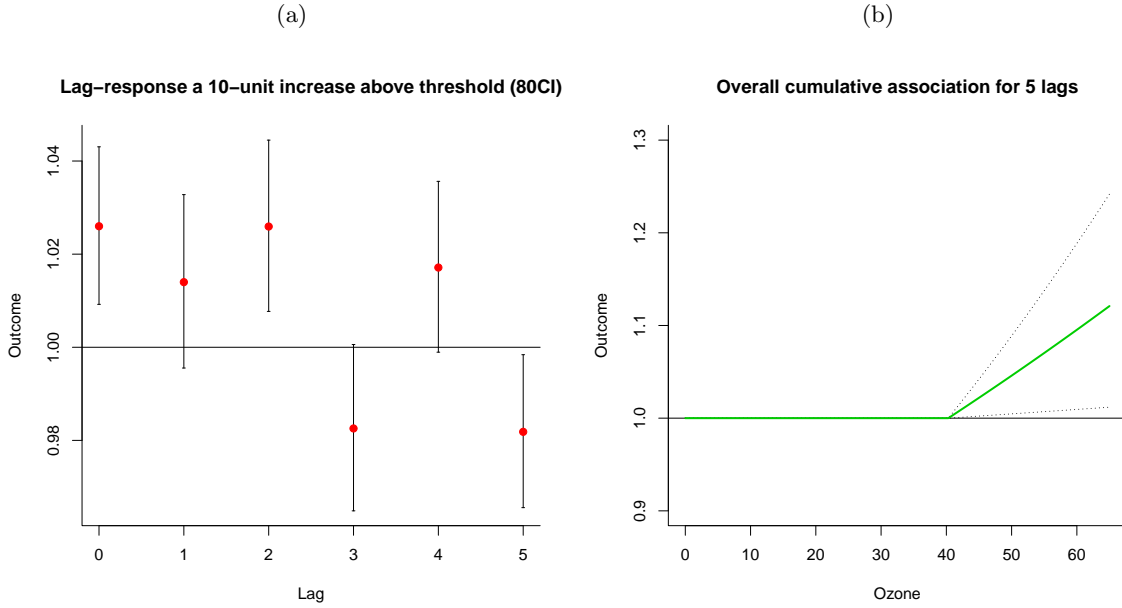 (a)
Lag−response a 10−unit increase above threshold (80CI)
Outcome
1.04
1.02
1.00
0.98
0 1 2 3 4 5
Lag
(b)
Overall cumulative association for 5 lags
Outcome
1.3
1.2
1.1
1.0
0.9
0 10 20 30 40 50 60
Ozone